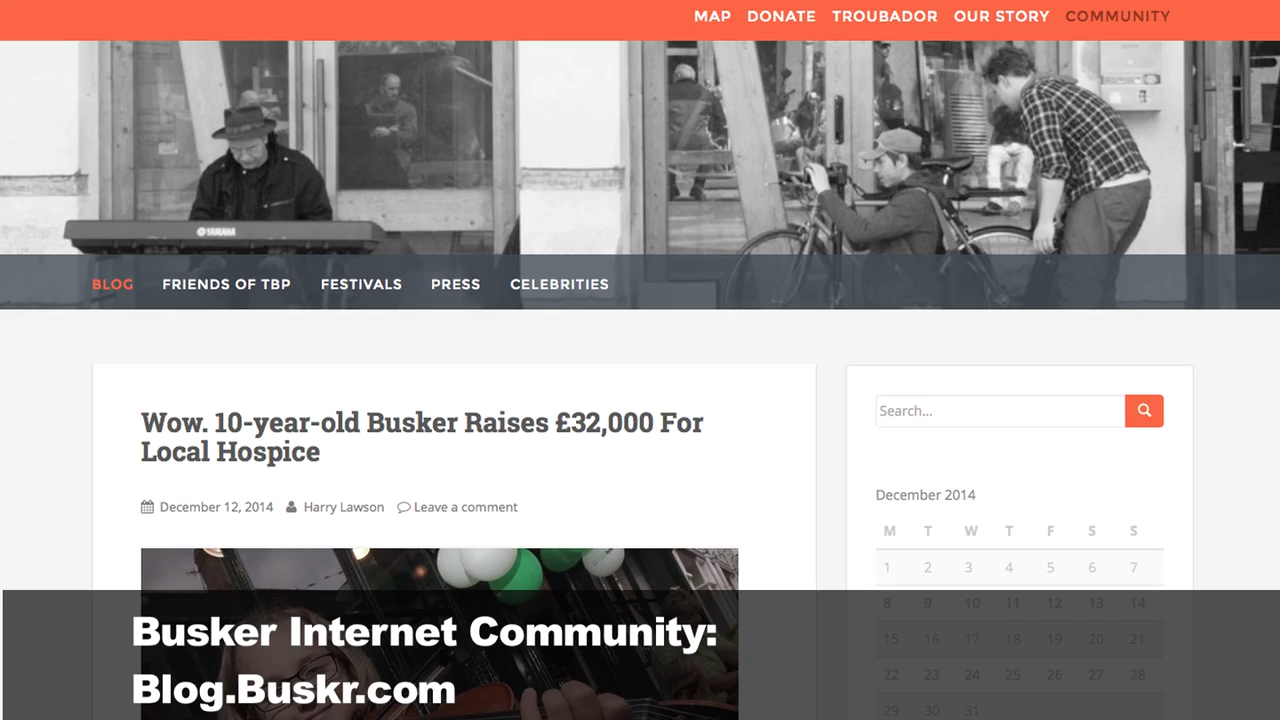 MAP DONATE TROUBADOR OUR STORY COMMUNITY
YAMAHA
BLOG FRIENDS OF TBP FESTIVALS PRESS CELEBRITIES
Wow. 10-year-old Busker Raises £32,000 For
Local Hospice
December 12, 2014 Harry Lawson Leave a comment
Search...
December 2014
M T W T F S S
1 2 3 4 5 6 7
8 9 10 11 12 13 14
15 16 17 18 19 20 21
22 23 24 25 26 27 28
29 30 31
Busker Internet Community:
Blog.Buskr.com